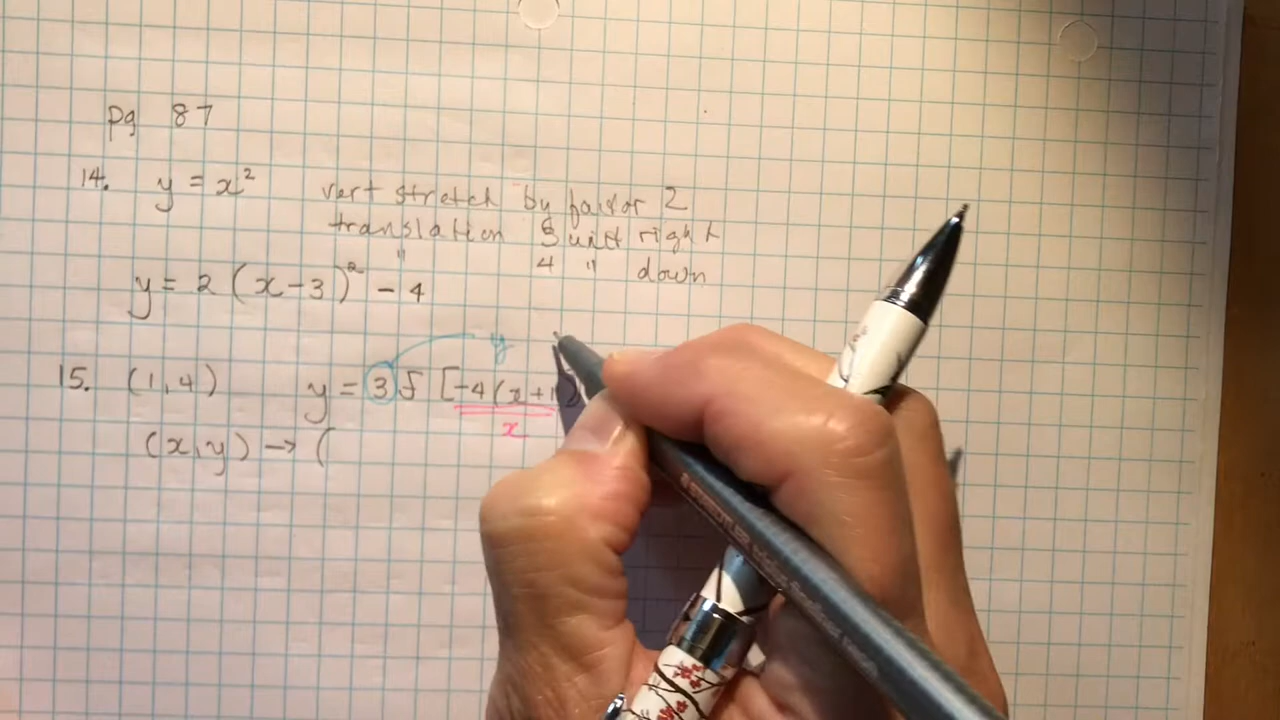 pg 87
14. y = x² vert stretch by factor 2
translation 3 unit right
" 4 " down
y = 2 (x-3)² - 4
y
15. (1,4) y = 3f [-4(x+1)
x
(x,y) → (
STAEDTLER